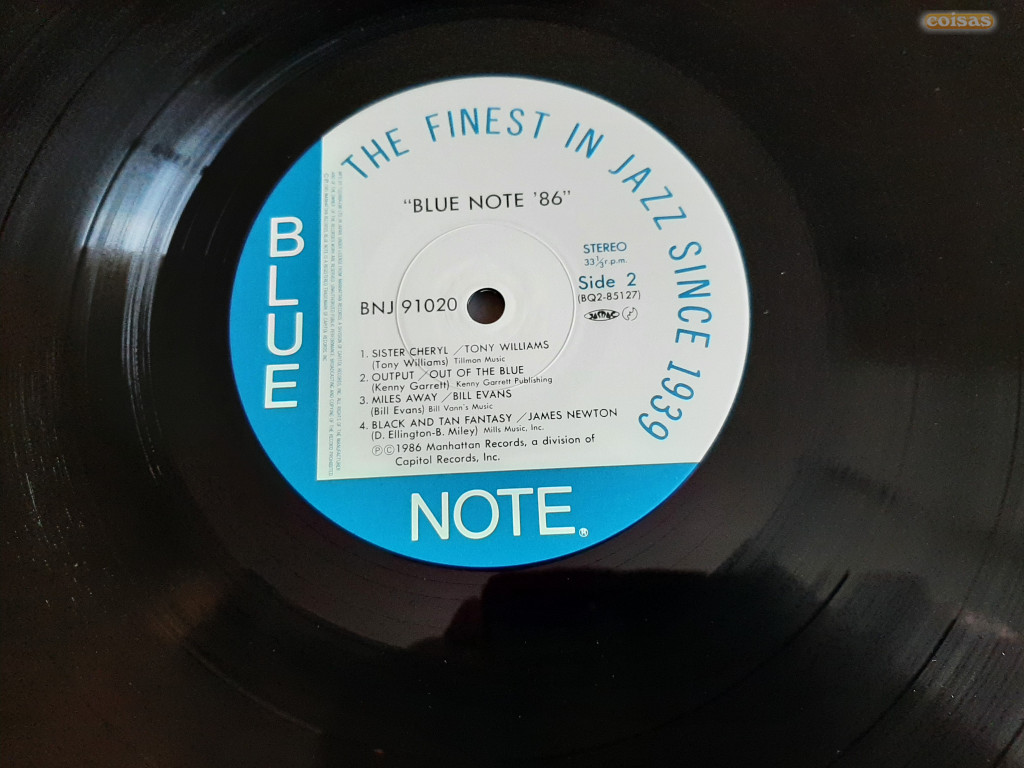 coisas
THE FINEST IN JAZZ SINCE 1939
"BLUE NOTE '86"
STEREO
33⅓ r.p.m.
Side 2
(BQ2-85127)
BNJ 91020
1. SISTER CHERYL / TONY WILLIAMS
(Tony Williams) Tillmon Music
2. OUTPUT / OUT OF THE BLUE
(Kenny Garrett) Kenny Garrett Publishing
3. MILES AWAY / BILL EVANS
(Bill Evans) Bill Vann's Music
4. BLACK AND TAN FANTASY / JAMES NEWTON
(D. Ellington-B. Miley) Mills Music, Inc.
Ⓟ©1986 Manhattan Records, a division of
Capitol Records, Inc.
BLUE
NOTE®